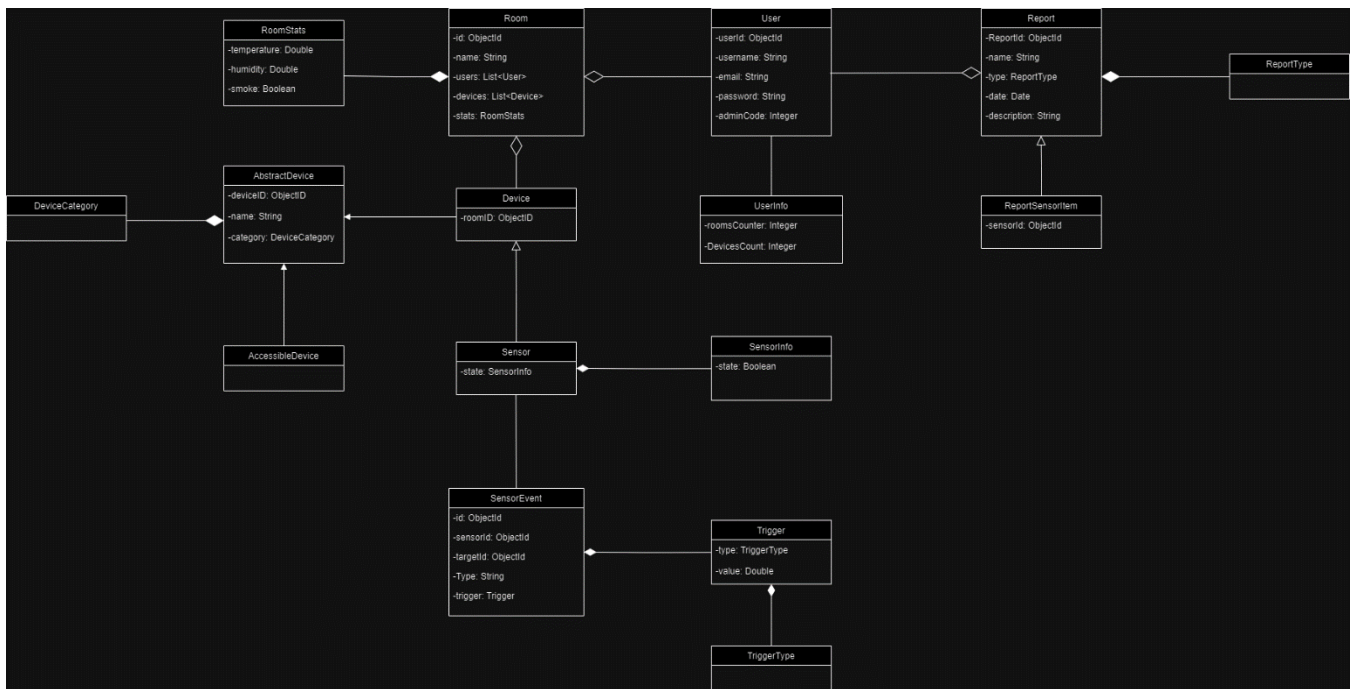 RoomStats
-temperature: Double
-humidity: Double
-smoke: Boolean
Room
-id: ObjectId
-name: String
-users: List<User>
-devices: List<Device>
-stats: RoomStats
User
-userId: ObjectId
-username: String
-email: String
-password: String
-adminCode: Integer
Report
-ReportId: ObjectId
-name: String
-type: ReportType
-date: Date
-description: String
ReportType
DeviceCategory
AbstractDevice
-deviceID: ObjectID
-name: String
-category: DeviceCategory
Device
-roomID: ObjectID
UserInfo
-roomsCounter: Integer
-DevicesCount: Integer
ReportSensorItem
-sensorId: ObjectId
AccessibleDevice
Sensor
-state: SensorInfo
SensorInfo
-state: Boolean
SensorEvent
-id: ObjectId
-sensorId: ObjectId
-targetId: ObjectId
-Type: String
-trigger: Trigger
Trigger
-type: TriggerType
-value: Double
TriggerType